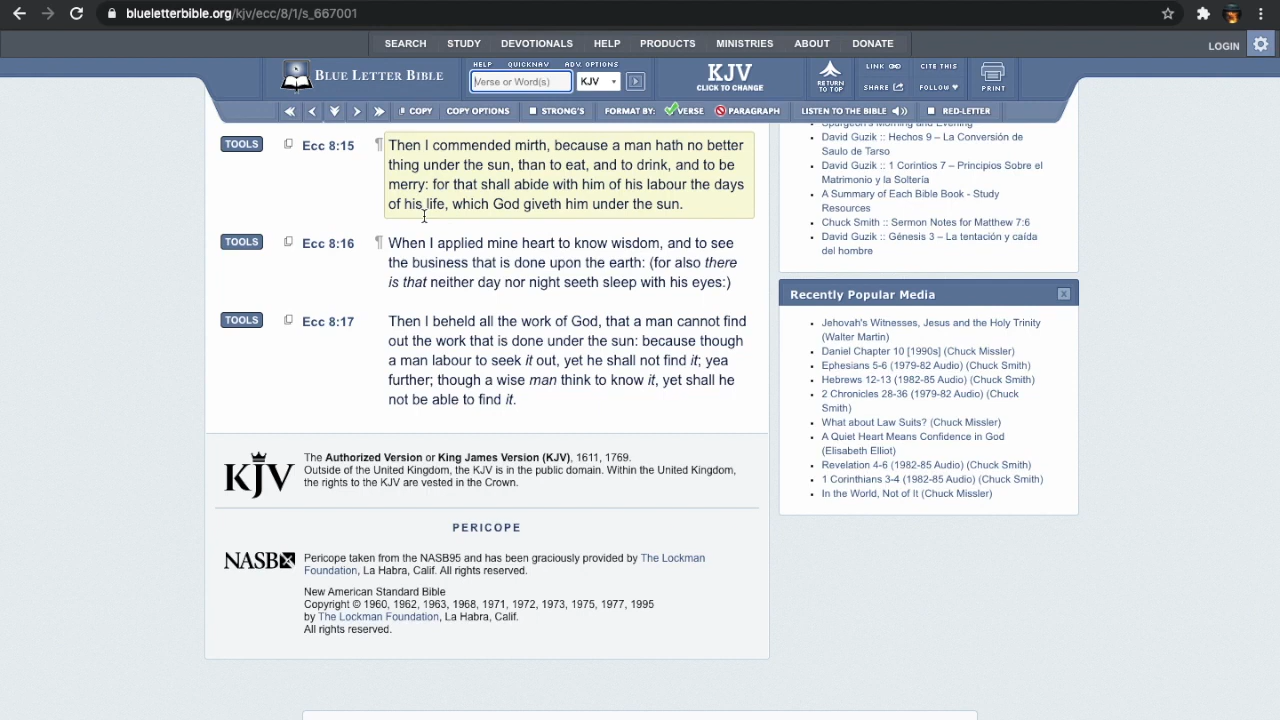 blueletterbible.org/kjv/ecc/8/1/s_667001
SEARCH STUDY DEVOTIONALS HELP PRODUCTS MINISTRIES ABOUT DONATE
LOGIN
BLUE LETTER BIBLE
HELP QUICKNAV ADV. OPTIONS
Verse or Word(s)
KJV
KJV
CLICK TO CHANGE
RETURN
TO TOP
LINK
SHARE
CITE THIS
FOLLOW
PRINT
COPY COPY OPTIONS STRONG'S FORMAT BY: VERSE PARAGRAPH LISTEN TO THE BIBLE RED-LETTER
TOOLS Ecc 8:15 ¶ Then I commended mirth, because a man hath no better
thing under the sun, than to eat, and to drink, and to be
merry: for that shall abide with him of his labour the days
of his life, which God giveth him under the sun.
TOOLS Ecc 8:16 ¶ When I applied mine heart to know wisdom, and to see
the business that is done upon the earth: (for also there
is that neither day nor night seeth sleep with his eyes:)
TOOLS Ecc 8:17 Then I beheld all the work of God, that a man cannot find
out the work that is done under the sun: because though
a man labour to seek it out, yet he shall not find it; yea
further; though a wise man think to know it, yet shall he
not be able to find it.
KJV
The Authorized Version or King James Version (KJV), 1611, 1769.
Outside of the United Kingdom, the KJV is in the public domain. Within the United Kingdom,
the rights to the KJV are vested in the Crown.
PERICOPE
NASB
Pericope taken from the NASB95 and has been graciously provided by The Lockman
Foundation, La Habra, Calif. All rights reserved.
New American Standard Bible
Copyright © 1960, 1962, 1963, 1968, 1971, 1972, 1973, 1975, 1977, 1995
by The Lockman Foundation, La Habra, Calif.
All rights reserved.
Spurgeon's Morning and Evening
David Guzik :: Hechos 9 – La Conversión de
Saulo de Tarso
David Guzik :: 1 Corintios 7 – Principios Sobre el
Matrimonio y la Soltería
A Summary of Each Bible Book - Study
Resources
Chuck Smith :: Sermon Notes for Matthew 7:6
David Guzik :: Génesis 3 – La tentación y caída
del hombre
Recently Popular Media
Jehovah's Witnesses, Jesus and the Holy Trinity
(Walter Martin)
Daniel Chapter 10 [1990s] (Chuck Missler)
Ephesians 5-6 (1979-82 Audio) (Chuck Smith)
Hebrews 12-13 (1982-85 Audio) (Chuck Smith)
2 Chronicles 28-36 (1979-82 Audio) (Chuck
Smith)
What about Law Suits? (Chuck Missler)
A Quiet Heart Means Confidence in God
(Elisabeth Elliot)
Revelation 4-6 (1982-85 Audio) (Chuck Smith)
1 Corinthians 3-4 (1982-85 Audio) (Chuck Smith)
In the World, Not of It (Chuck Missler)